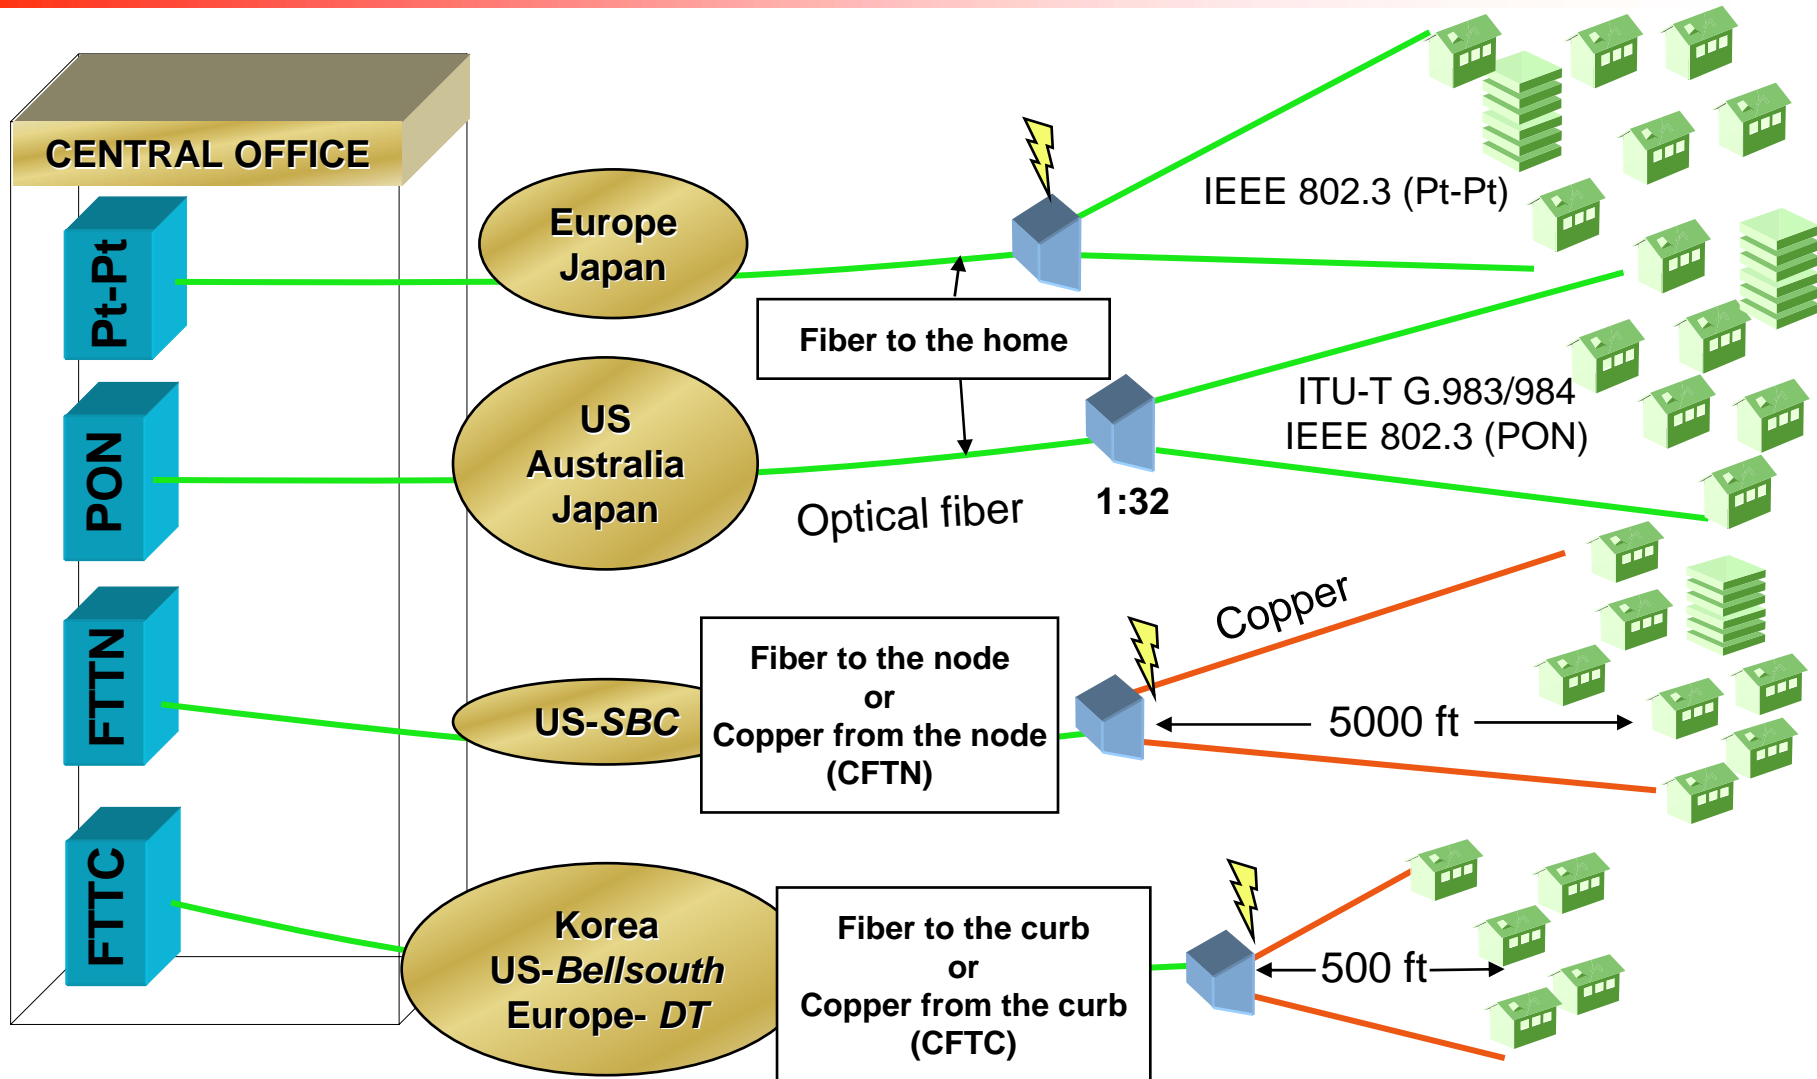 CENTRAL OFFICE
Pt-Pt
Europe
Japan
IEEE 802.3 (Pt-Pt)
Fiber to the home
PON
US
Australia
Japan
Optical fiber
1:32
ITU-T G.983/984
IEEE 802.3 (PON)
FTTN
US-SBC
Fiber to the node
or
Copper from the node
(CFTN)
Copper
5000 ft
FTTC
Korea
US-Bellsouth
Europe- DT
Fiber to the curb
or
Copper from the curb
(CFTC)
500 ft